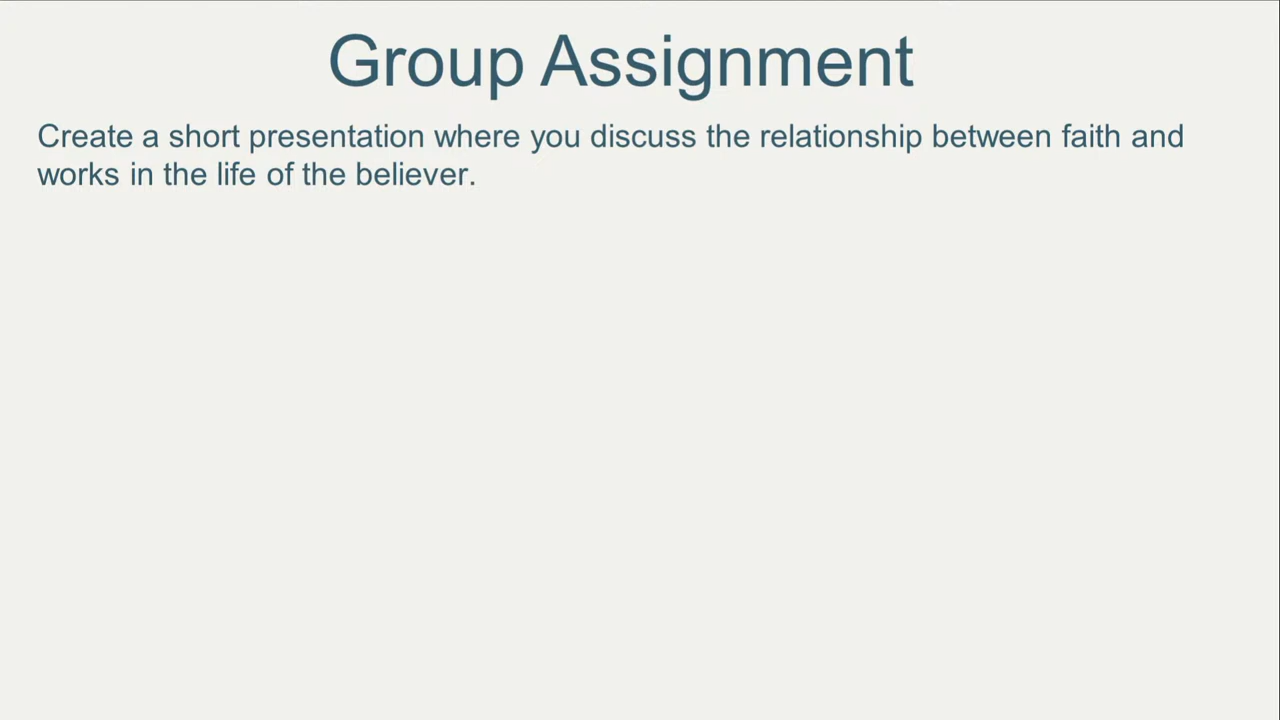 Group Assignment
Create a short presentation where you discuss the relationship between faith and
works in the life of the believer.